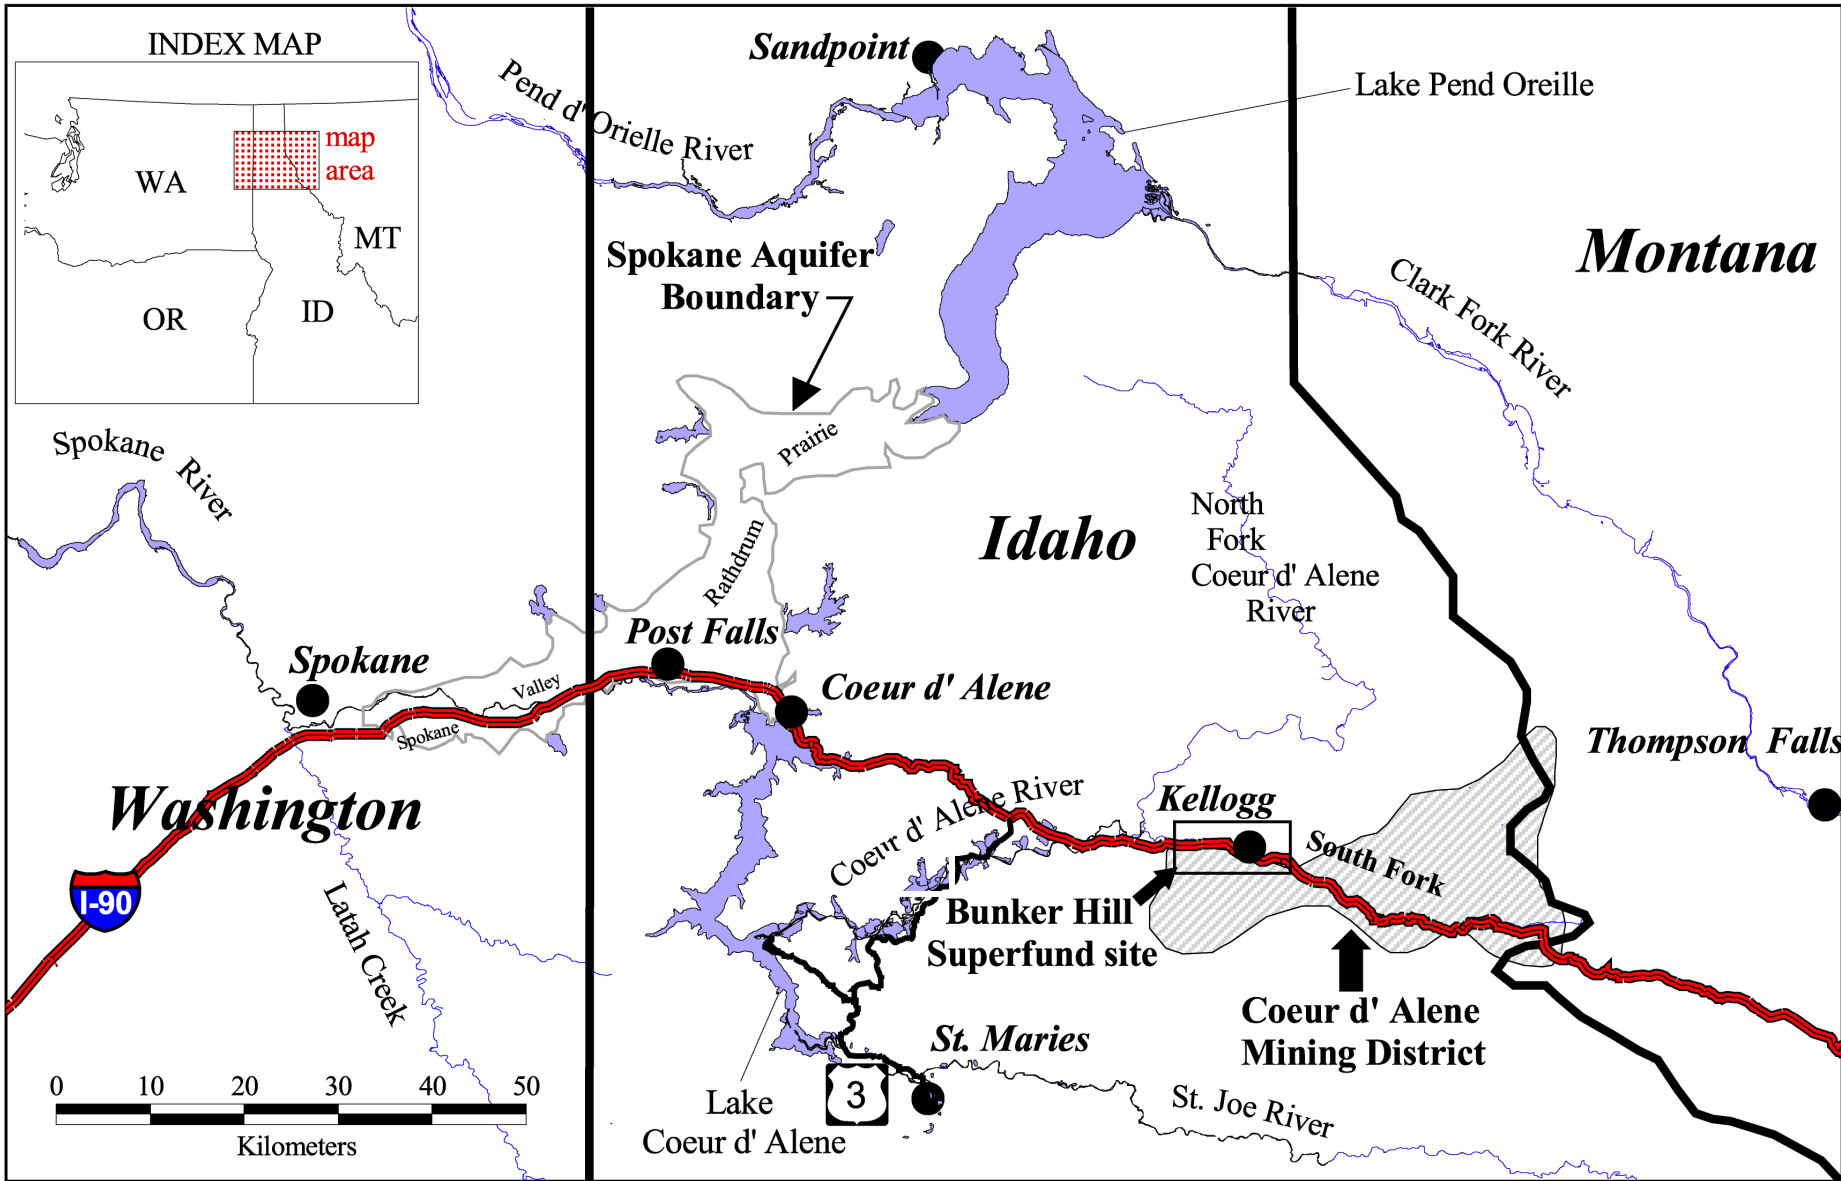 INDEX MAP
WA
OR
ID
MT
map
area
Sandpoint
Lake Pend Oreille
Pend d' Orielle River
Montana
Spokane Aquifer
Boundary
Clark Fork River
Prairie
Spokane River
Idaho
North
Fork
Coeur d' Alene
River
Rathdrum
Post Falls
Spokane
Valley
Spokane
Coeur d' Alene
Thompson Falls
Washington
Coeur d' Alene River
Kellogg
South Fork
I-90
Latah Creek
Bunker Hill
Superfund site
Coeur d' Alene
Mining District
St. Maries
3
Lake
Coeur d' Alene
St. Joe River
0 10 20 30 40 50
Kilometers